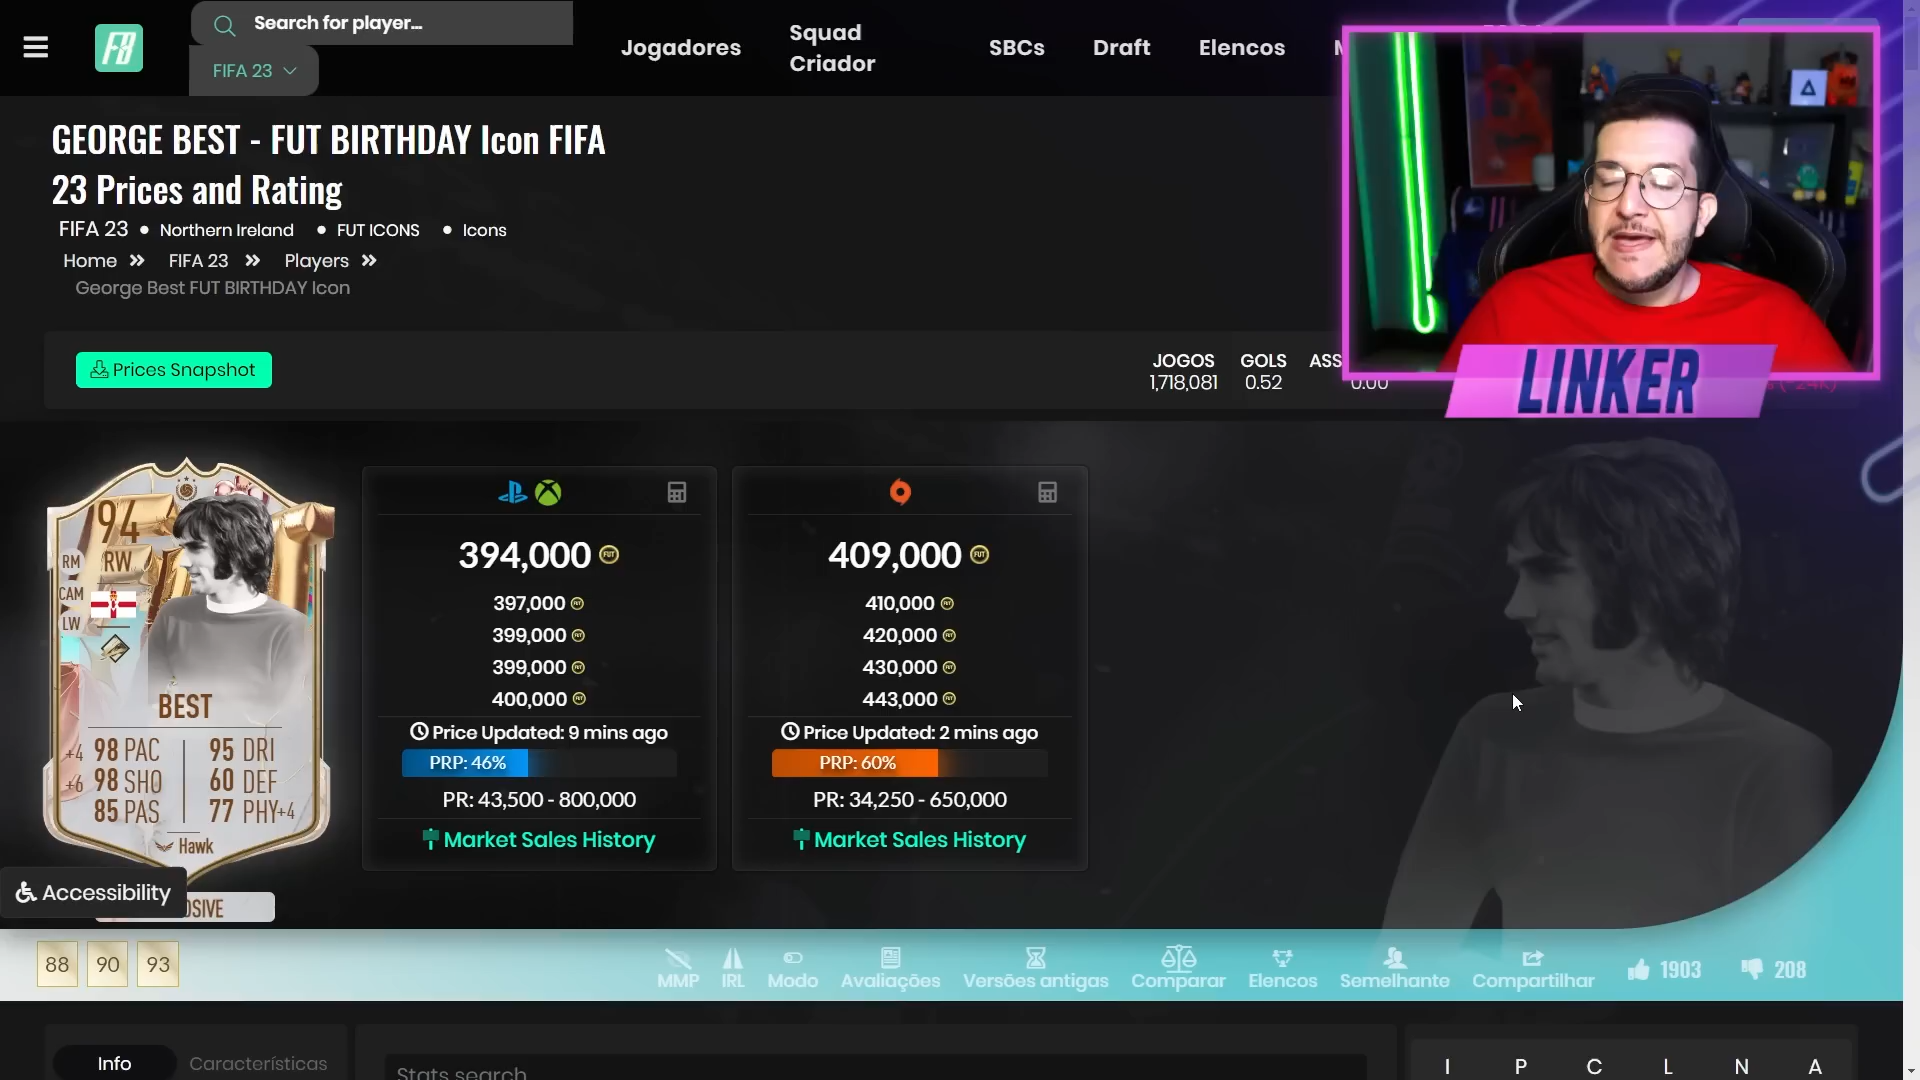 Search for player...
FIFA 23
Jogadores
Squad
Criador
SBCs
Draft
Elencos
GEORGE BEST - FUT BIRTHDAY Icon FIFA
23 Prices and Rating
FIFA 23 • Northern Ireland • FUT ICONS • Icons
Home » FIFA 23 » Players »
George Best FUT BIRTHDAY Icon
Prices Snapshot
JOGOS GOLS ASS
1,718,081 0.52 0.00
LINKER
94
RW
RM
CAM
LW
BEST
+4 98 PAC 95 DRI
+6 98 SHO 60 DEF
85 PAS 77 PHY+4
Hawk
394,000
397,000
399,000
399,000
400,000
Price Updated: 9 mins ago
PRP: 46%
PR: 43,500 - 800,000
Market Sales History
409,000
410,000
420,000
430,000
443,000
Price Updated: 2 mins ago
PRP: 60%
PR: 34,250 - 650,000
Market Sales History
Accessibility
OSIVE
88 90 93
MMP IRL Modo Avaliações Versões antigas Comparar Elencos Semelhante Compartilhar 1903 208
Info Características
Stats search
I P C L N A